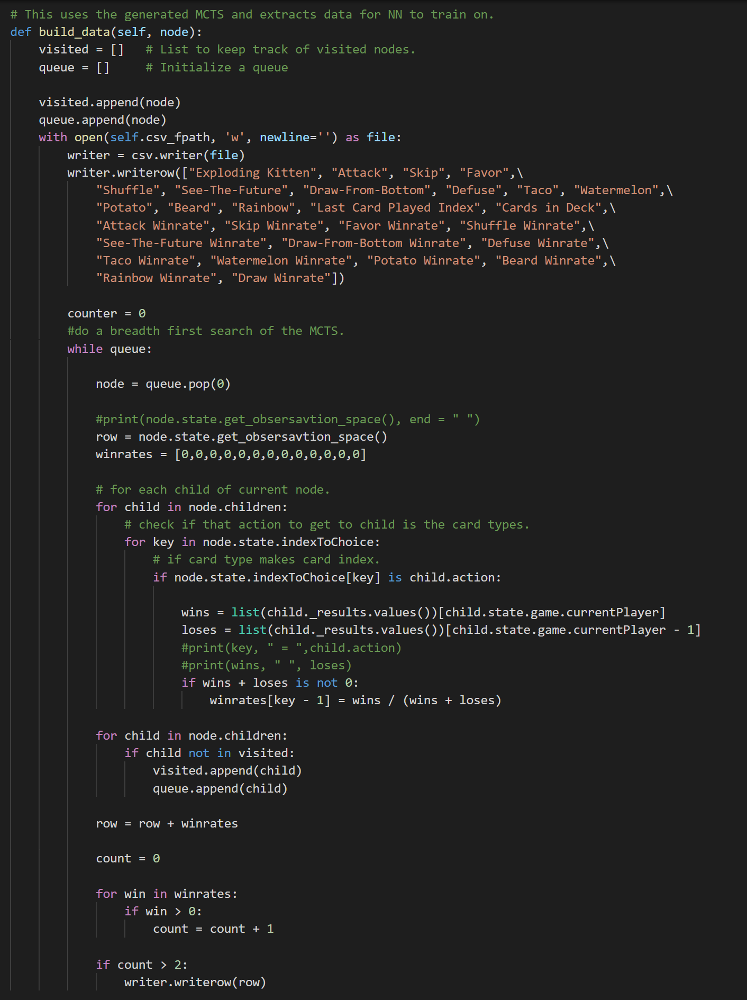 # This uses the generated MCTS and extracts data for NN to train on.
def build_data(self, node):
    visited = []   # List to keep track of visited nodes.
    queue = []     # Initialize a queue

    visited.append(node)
    queue.append(node)
    with open(self.csv_fpath, 'w', newline='') as file:
        writer = csv.writer(file)
        writer.writerow(["Exploding Kitten", "Attack", "Skip", "Favor",\
            "Shuffle", "See-The-Future", "Draw-From-Bottom", "Defuse", "Taco", "Watermelon",\
            "Potato", "Beard", "Rainbow", "Last Card Played Index", "Cards in Deck",\
            "Attack Winrate", "Skip Winrate", "Favor Winrate", "Shuffle Winrate",\
            "See-The-Future Winrate", "Draw-From-Bottom Winrate", "Defuse Winrate",\
            "Taco Winrate", "Watermelon Winrate", "Potato Winrate", "Beard Winrate",\
            "Rainbow Winrate", "Draw Winrate"])

        counter = 0
        #do a breadth first search of the MCTS.
        while queue:

            node = queue.pop(0)

            #print(node.state.get_obsersavtion_space(), end = " ")
            row = node.state.get_obsersavtion_space()
            winrates = [0,0,0,0,0,0,0,0,0,0,0,0,0]

            # for each child of current node.
            for child in node.children:
                # check if that action to get to child is the card types.
                for key in node.state.indexToChoice:
                    # if card type makes card index.
                    if node.state.indexToChoice[key] is child.action:

                        wins = list(child._results.values())[child.state.game.currentPlayer]
                        loses = list(child._results.values())[child.state.game.currentPlayer - 1]
                        #print(key, " = ",child.action)
                        #print(wins, " ", loses)
                        if wins + loses is not 0:
                            winrates[key - 1] = wins / (wins + loses)

            for child in node.children:
                if child not in visited:
                    visited.append(child)
                    queue.append(child)

            row = row + winrates

            count = 0

            for win in winrates:
                if win > 0:
                    count = count + 1

            if count > 2:
                writer.writerow(row)